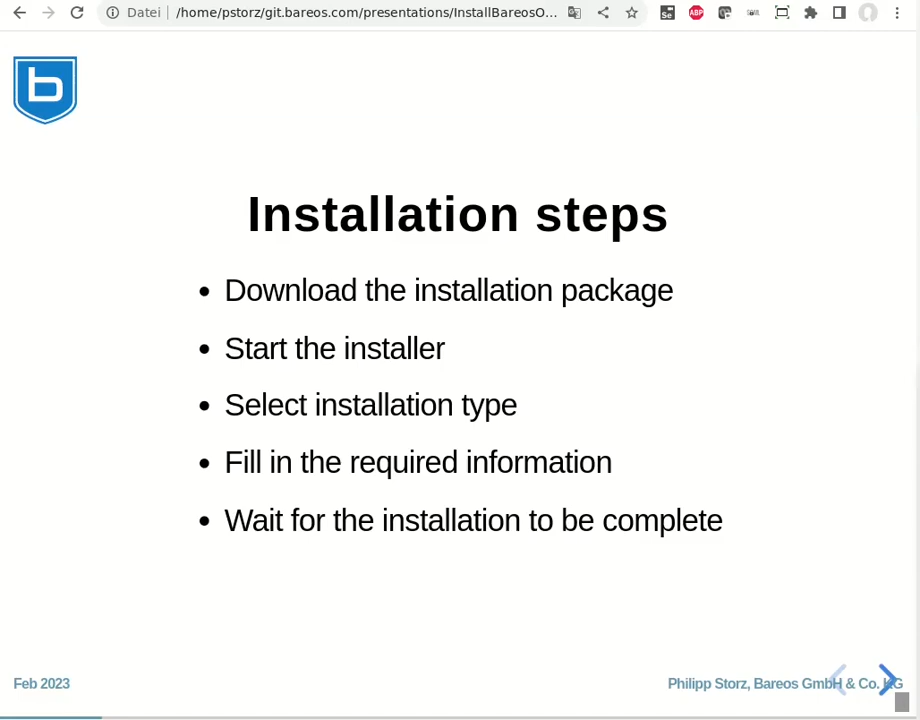 Datei
/home/pstorz/git.bareos.com/presentations/InstallBareosO...
Se
ABP
b
Installation steps
• Download the installation package
• Start the installer
• Select installation type
• Fill in the required information
• Wait for the installation to be complete
Feb 2023
Philipp Storz, Bareos GmbH & Co. KG